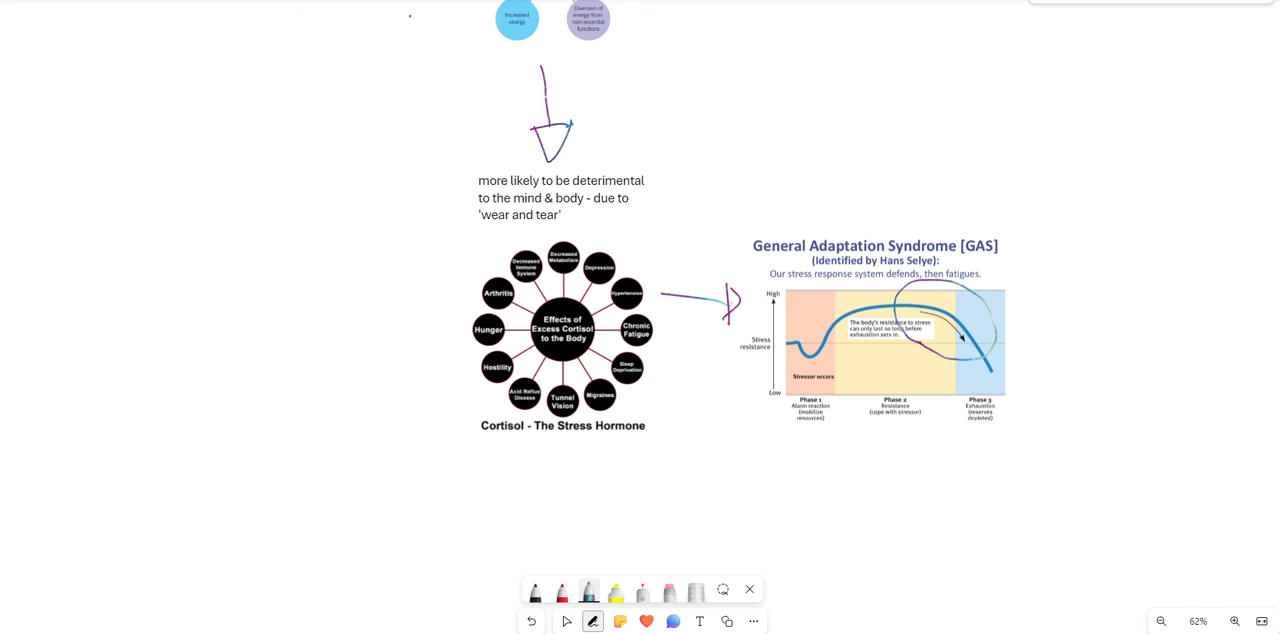 Increased
energy
Diversion of
energy from
non-essential
functions
more likely to be deterimental
to the mind & body - due to
'wear and tear'
Decreased
Metabolism
Decreased
Immune
System
Depression
Arthritis
Hypertension
Hunger
Effects of
Excess Cortisol
to the Body
Chronic
Fatigue
Hostility
Sleep
Deprivation
Acid Reflux
Disease
Tunnel
Vision
Migraines
Cortisol - The Stress Hormone
General Adaptation Syndrome [GAS]
(Identified by Hans Selye):
Our stress response system defends, then fatigues.
High
The body's resistance to stress
can only last so long before
exhaustion sets in.
Stress
resistance
Stressor occurs
Low
Phase 1
Alarm reaction
(mobilize
resources)
Phase 2
Resistance
(cope with stressor)
Phase 3
Exhaustion
(reserves
depleted)
T
62%